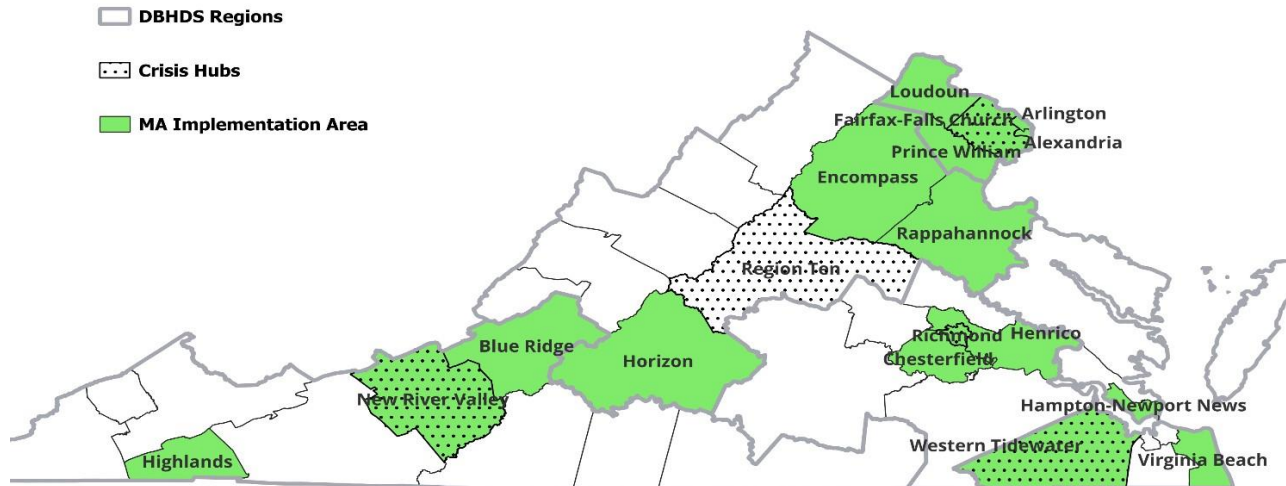 DBHDS Regions
Crisis Hubs
MA Implementation Area
Loudoun
Arlington
Fairfax-Falls Church
Alexandria
Prince William
Encompass
Rappahannock
Region Ten
Richmond
Henrico
Blue Ridge
Chesterfield
Horizon
New River Valley
Hampton-Newport News
Western Tidewater
Highlands
Virginia Beach